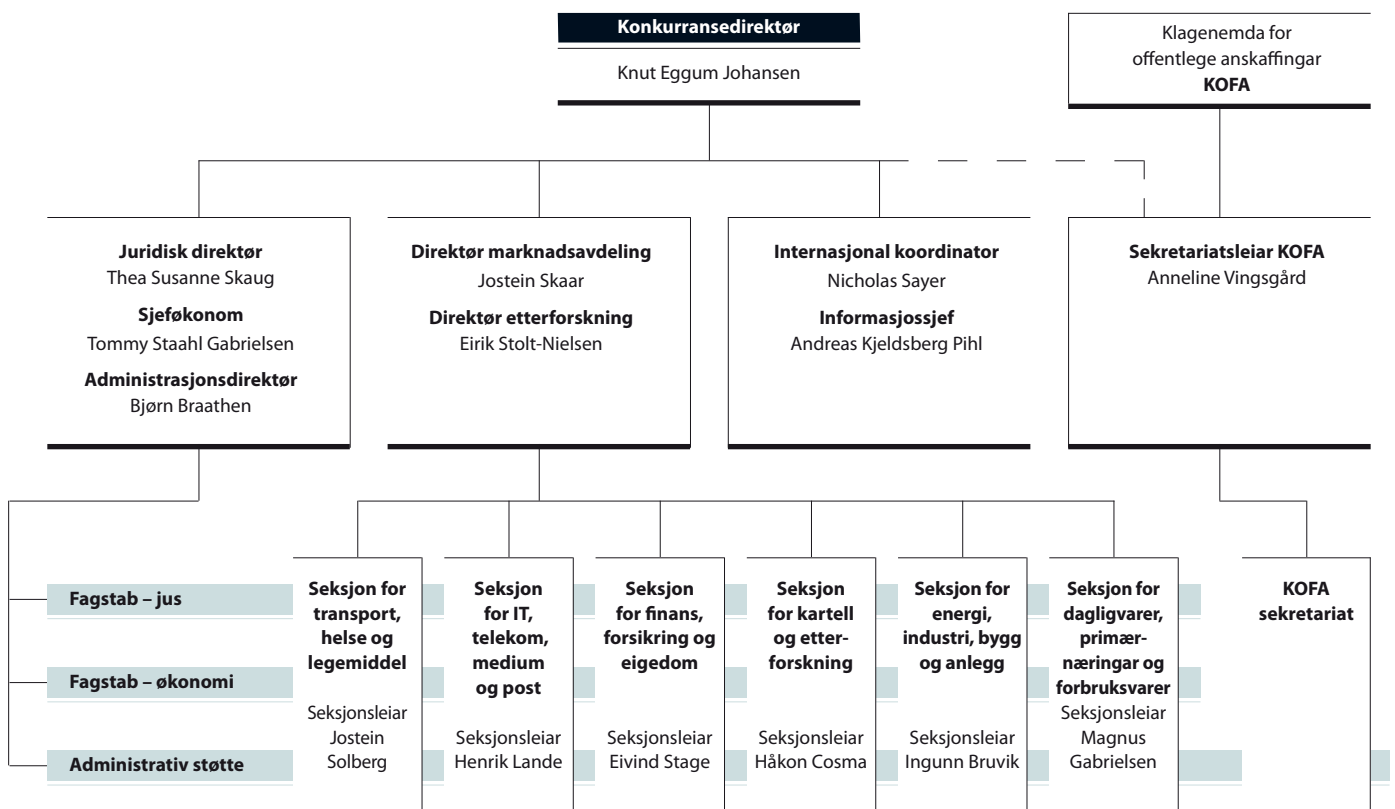 Konkurransedirektør
Knut Eggum Johansen
Klagenemda for
offentlege anskaffingar
KOFA
Juridisk direktør
Thea Susanne Skaug
Sjeføkonom
Tommy Staahl Gabrielsen
Administrasjonsdirektør
Bjørn Braathen
Direktør marknadsavdeling
Jostein Skaar
Direktør etterforskning
Eirik Stolt-Nielsen
Internasjonal koordinator
Nicholas Sayer
Informasjossjef
Andreas Kjeldsberg Pihl
Sekretariatsleiar KOFA
Anneline Vingsgård
Fagstab – jus
Fagstab – økonomi
Administrativ støtte
Seksjon for
transport,
helse og
legemiddel
Seksjonsleiar
Jostein
Solberg
Seksjon
for IT,
telekom,
medium
og post
Seksjonsleiar
Henrik Lande
Seksjon
for finans,
forsikring og
eigedom
Seksjonsleiar
Eivind Stage
Seksjon
for kartell
og etter-
forskning
Seksjonsleiar
Håkon Cosma
Seksjon for
energi,
industri, bygg
og anlegg
Seksjonsleiar
Ingunn Bruvik
Seksjon for
dagligvarer,
primær-
næringar og
forbruksvarer
Seksjonsleiar
Magnus
Gabrielsen
KOFA
sekretariat